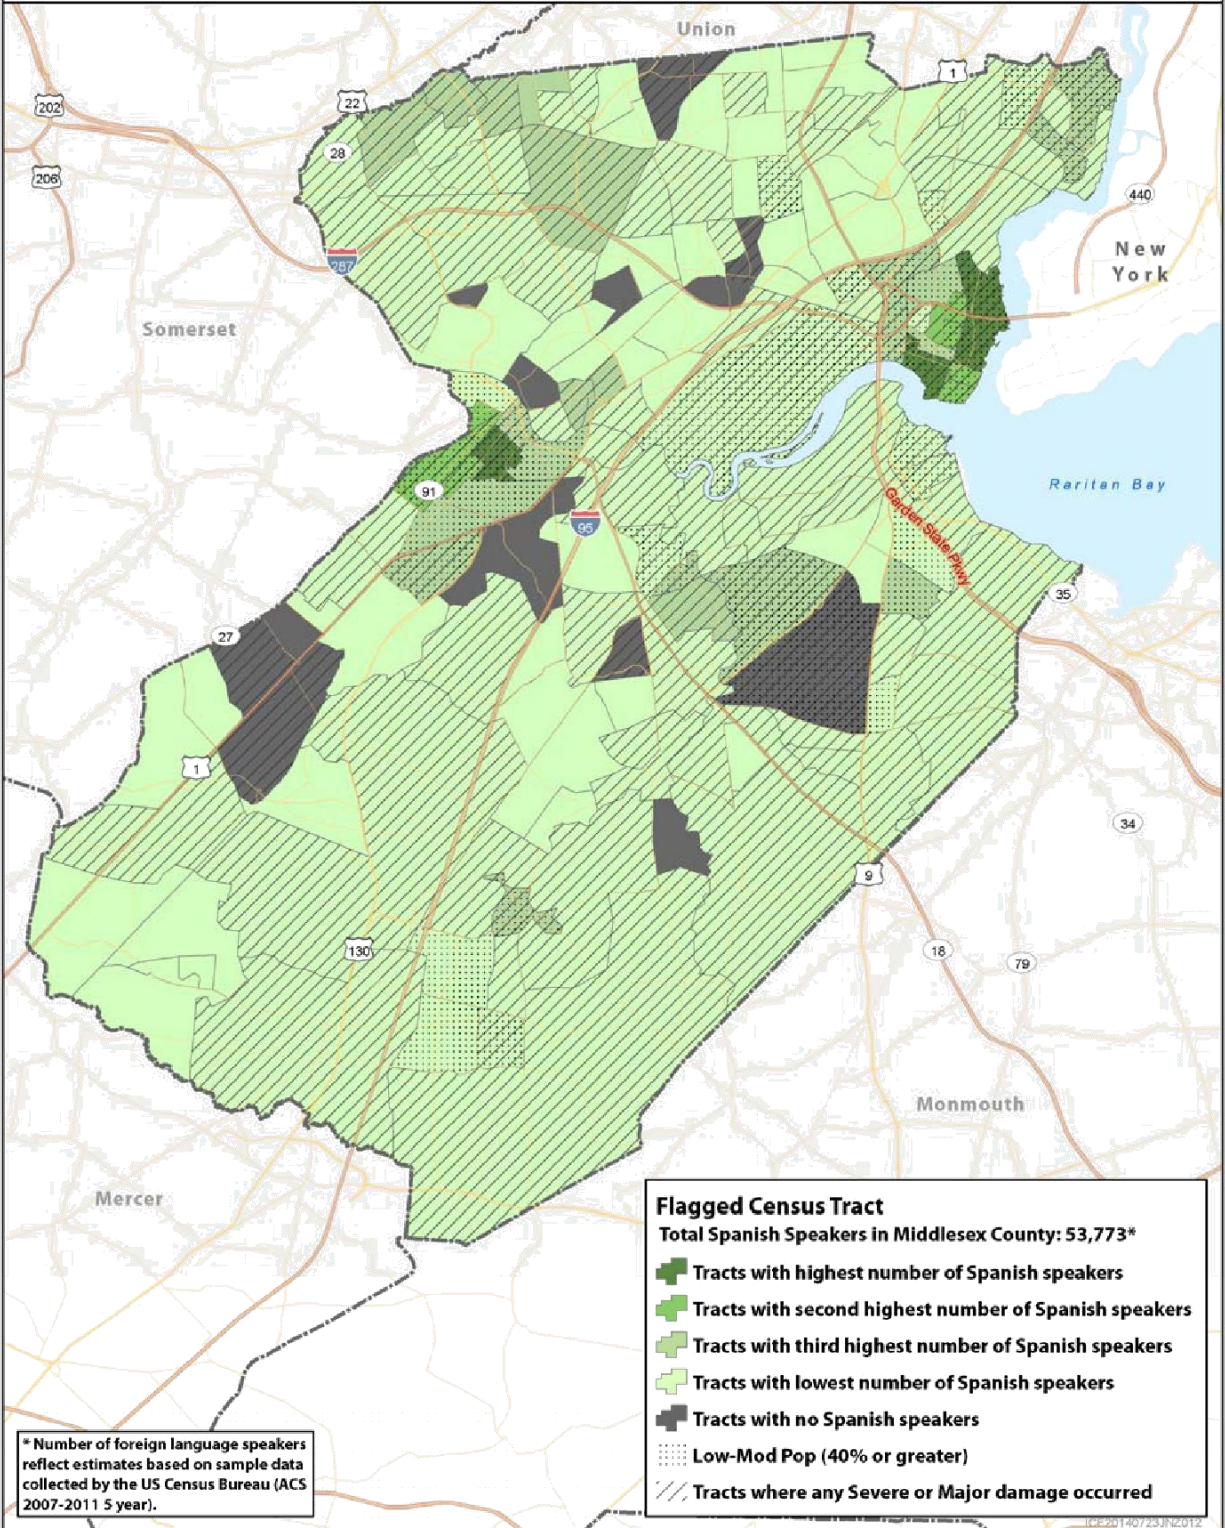 Union
1
22
202
28
206
440
New
York
287
Somerset
91
Raritan Bay
95
Garden State Pkwy
35
27
1
34
9
130
18
79
Monmouth
Mercer
Flagged Census Tract
Total Spanish Speakers in Middlesex County: 53,773*
Tracts with highest number of Spanish speakers
Tracts with second highest number of Spanish speakers
Tracts with third highest number of Spanish speakers
Tracts with lowest number of Spanish speakers
Tracts with no Spanish speakers
Low-Mod Pop (40% or greater)
Tracts where any Severe or Major damage occurred
* Number of foreign language speakers
reflect estimates based on sample data
collected by the US Census Bureau (ACS
2007-2011 5 year).
ICF20140723JNZ012